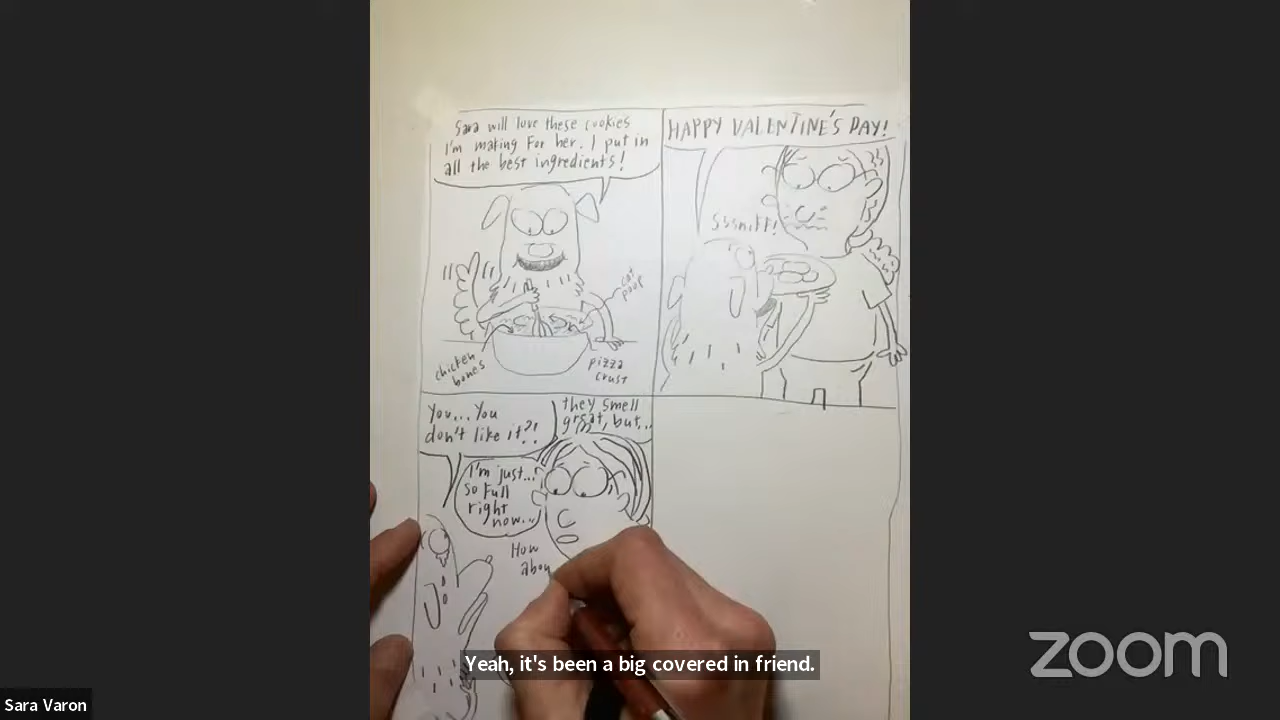 Sara will love these cookies
I'm making for her. I put in
all the best ingredients!
cat
poop
chicken
bones
pizza
crust
HAPPY VALENTINE'S DAY!
Sssniff!
You... You
don't like it?!
they smell
great, but...
I'm just...
so full
right
now...
How
abou
Yeah, it's been a big covered in friend.
zoom
Sara Varon